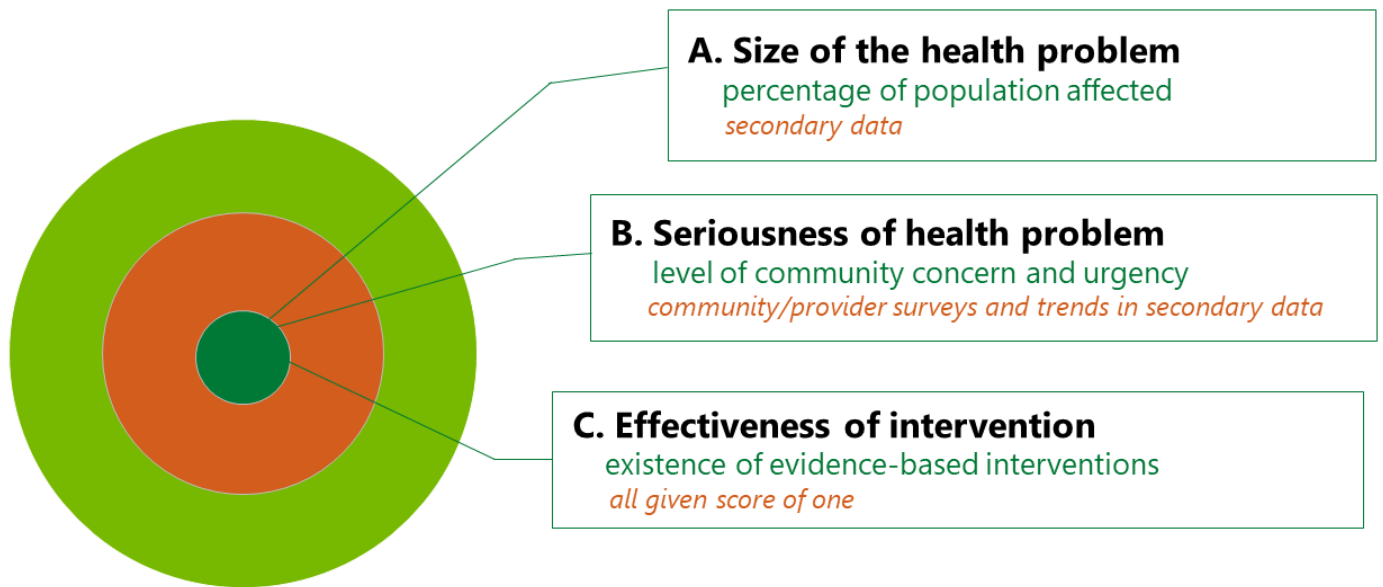 A. Size of the health problem
percentage of population affected
secondary data
B. Seriousness of health problem
level of community concern and urgency
community/provider surveys and trends in secondary data
C. Effectiveness of intervention
existence of evidence-based interventions
all given score of one